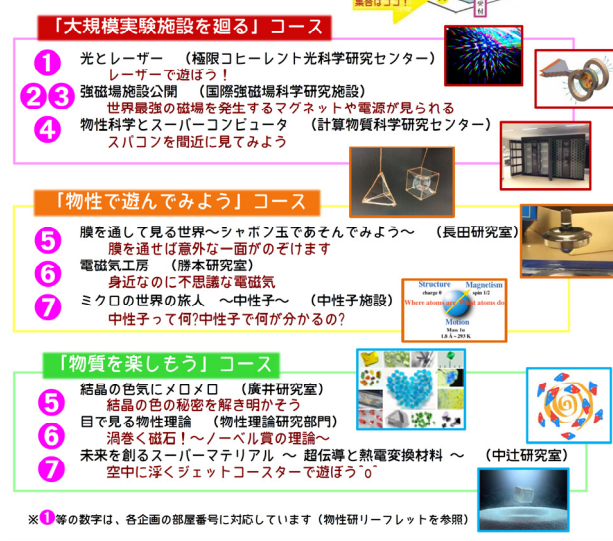 集合はココ！
受付
「大規模実験施設を廻る」コース
1 光とレーザー （極限コヒーレント光科学研究センター）
レーザーで遊ぼう！
2 3 強磁場施設公開 （国際強磁場科学研究施設）
世界最強の磁場を発生するマグネットや電源が見られる
4 物性科学とスーパーコンピュータ （計算物質科学研究センター）
スパコンを間近に見てみよう
「物性で遊んでみよう」コース
5 膜を通して見る世界～シャボン玉であそんでみよう～ （長田研究室）
膜を通せば意外な一面がのぞけます
6 電磁気工房 （勝本研究室）
身近なのに不思議な電磁気
7 ミクロの世界の旅人 ～中性子～ （中性子施設）
中性子って何?中性子で何が分かるの?
Structure Magnetism
charge 0 spin 1/2
Where atoms are What atoms do
Motion
Mass 1u
1.8 Å ~ 293 K
「物質を楽しもう」コース
5 結晶の色気にメロメロ （廣井研究室）
結晶の色の秘密を解き明かそう
6 目で見る物性理論 （物性理論研究部門）
渦巻く磁石！～ノーベル賞の理論～
7 未来を創るスーパーマテリアル ～ 超伝導と熱電変換材料 ～ （中辻研究室）
空中に浮くジェットコースターで遊ぼう^o^
※1等の数字は、各企画の部屋番号に対応しています（物性研リーフレットを参照）